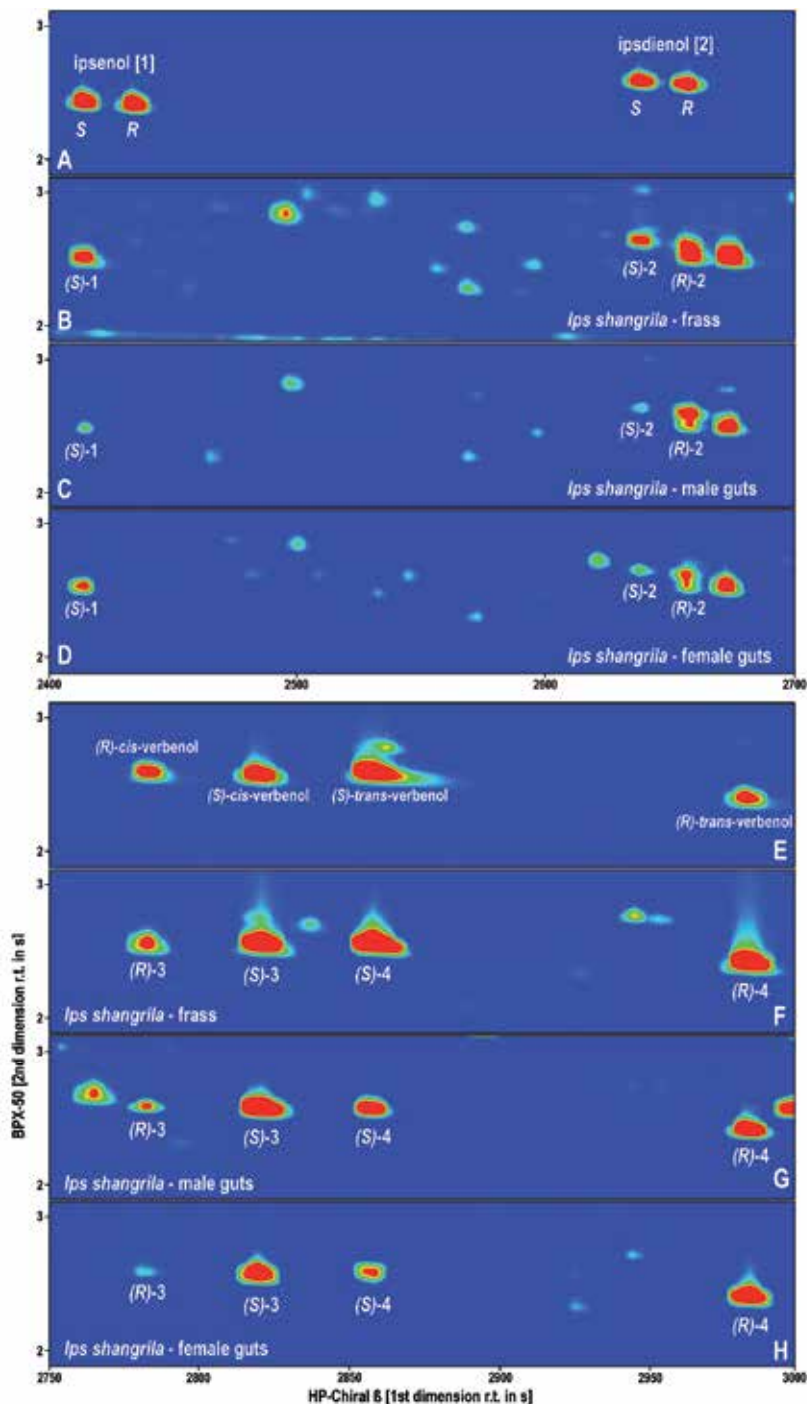 3
ipsenol [1]
ipsdienol [2]
S R S R
2
A
3
(S)-1
(S)-2
(R)-2
2
B
Ips shangrila - frass
3
(S)-1
(S)-2
(R)-2
2
C
Ips shangrila - male guts
3
(S)-1
(S)-2
(R)-2
2
D
Ips shangrila - female guts
2400 2500 2600 2700
3
(R)-cis-verbenol
(S)-cis-verbenol
(S)-trans-verbenol
(R)-trans-verbenol
2
E
3
(R)-3
(S)-3
(S)-4
(R)-4
Ips shangrila - frass
2
F
3
(R)-3
(S)-3
(S)-4
(R)-4
Ips shangrila - male guts
2
G
3
(R)-3
(S)-3
(S)-4
(R)-4
2
Ips shangrila - female guts
H
2750 2800 2850 2900 2950 3000
BPX-50 [2nd dimension r.t. in s]
HP-Chiral ß [1st dimension r.t. in s]